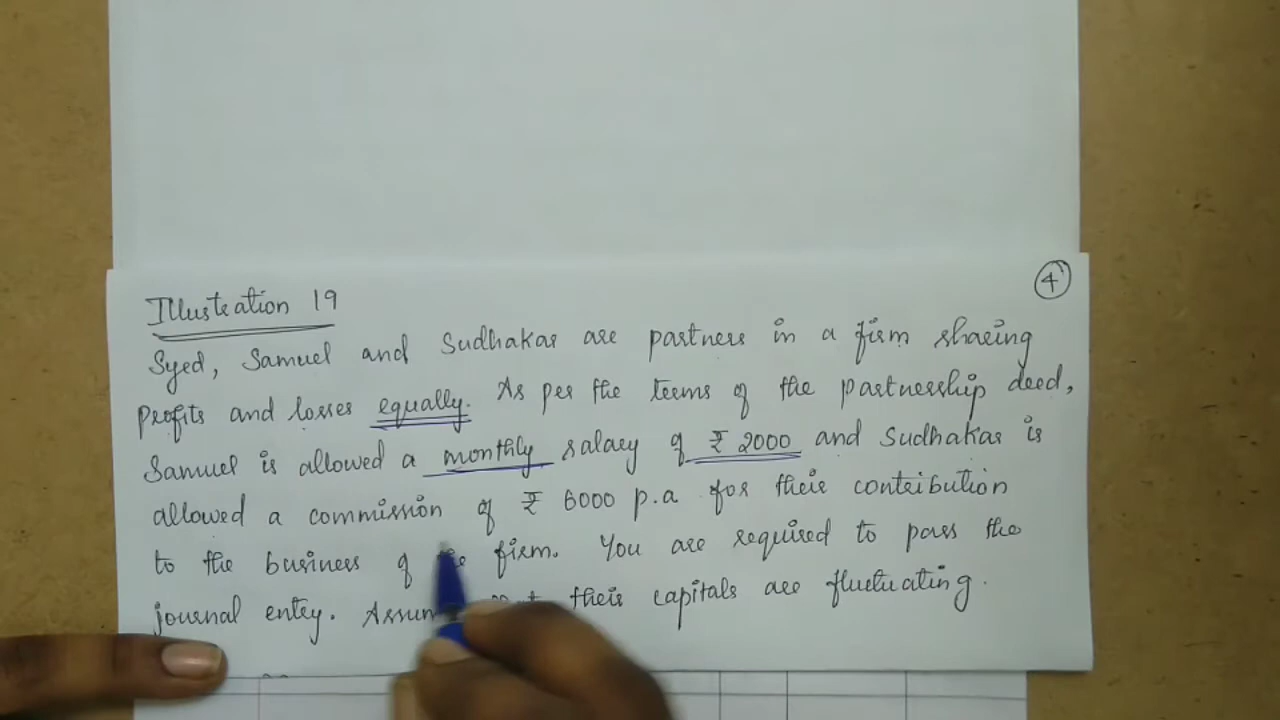 4
Illustration 19
Syed, Samuel and Sudhakar are partners in a firm sharing
profits and losses equally. As per the terms of the partnership deed,
Samuel is allowed a monthly salary of ₹ 2000 and Sudhakar is
allowed a commission of ₹ 6000 p.a for their contribution
to the business of firm. You are required to pass the
journal entry. their capitals are fluctuating.